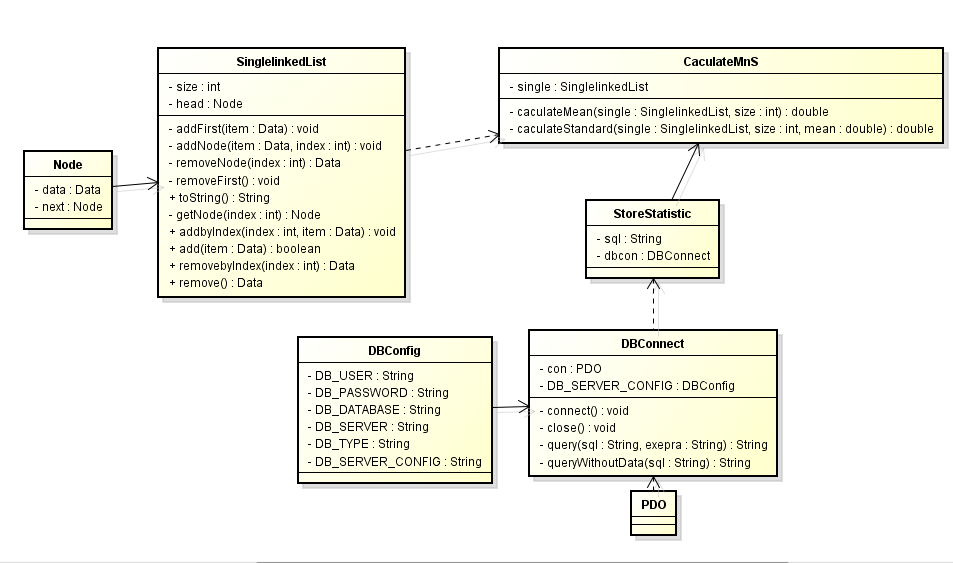 SinglelinkedList
- size : int
- head : Node
- addFirst(item : Data) : void
- addNode(item : Data, index : int) : void
- removeNode(index : int) : Data
- removeFirst() : void
+ toString() : String
- getNode(index : int) : Node
+ addbyIndex(index : int, item : Data) : void
+ add(item : Data) : boolean
+ removebyIndex(index : int) : Data
+ remove() : Data
CaculateMnS
- single : SinglelinkedList
- caculateMean(single : SinglelinkedList, size : int) : double
- caculateStandard(single : SinglelinkedList, size : int, mean : double) : double
Node
- data : Data
- next : Node
StoreStatistic
- sql : String
- dbcon : DBConnect
DBConfig
- DB_USER : String
- DB_PASSWORD : String
- DB_DATABASE : String
- DB_SERVER : String
- DB_TYPE : String
- DB_SERVER_CONFIG : String
DBConnect
- con : PDO
- DB_SERVER_CONFIG : DBConfig
- connect() : void
- close() : void
- query(sql : String, exepra : String) : String
- queryWithoutData(sql : String) : String
PDO